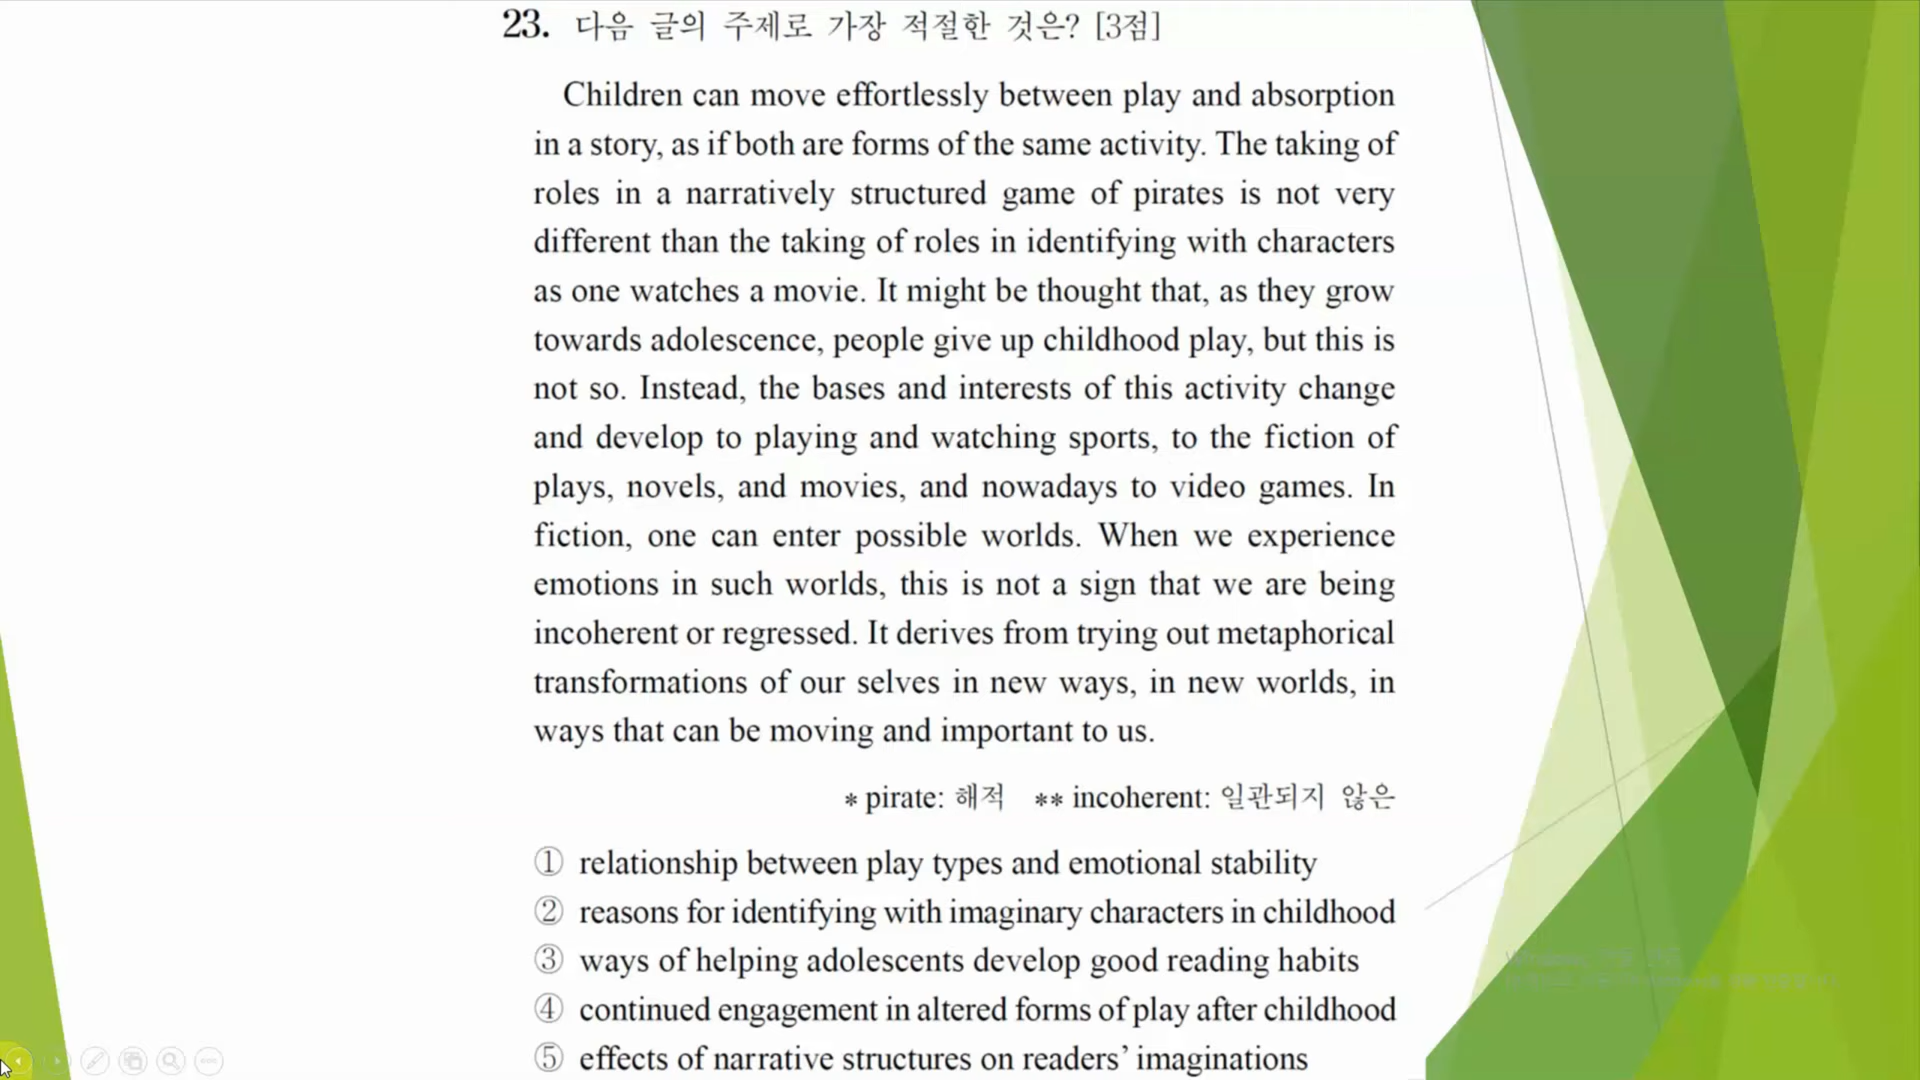 23. 다음 글의 주제로 가장 적절한 것은? [3점]
Children can move effortlessly between play and absorption
in a story, as if both are forms of the same activity. The taking of
roles in a narratively structured game of pirates is not very
different than the taking of roles in identifying with characters
as one watches a movie. It might be thought that, as they grow
towards adolescence, people give up childhood play, but this is
not so. Instead, the bases and interests of this activity change
and develop to playing and watching sports, to the fiction of
plays, novels, and movies, and nowadays to video games. In
fiction, one can enter possible worlds. When we experience
emotions in such worlds, this is not a sign that we are being
incoherent or regressed. It derives from trying out metaphorical
transformations of our selves in new ways, in new worlds, in
ways that can be moving and important to us.
* pirate: 해적 ** incoherent: 일관되지 않은
① relationship between play types and emotional stability
② reasons for identifying with imaginary characters in childhood
③ ways of helping adolescents develop good reading habits
④ continued engagement in altered forms of play after childhood
⑤ effects of narrative structures on readers' imaginations
Windows